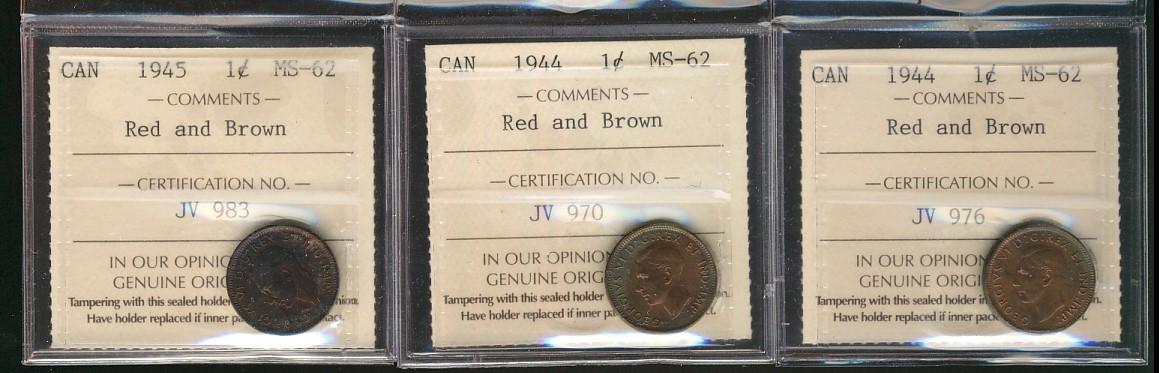 CAN 1945 1¢ MS-62
— COMMENTS —
Red and Brown
— CERTIFICATION NO. —
JV 983
IN OUR OPINIO
GENUINE ORIG
Tampering with this sealed holder
Have holder replaced if inner pa
CAN 1944 1¢ MS-62
— COMMENTS —
Red and Brown
— CERTIFICATION NO. —
JV 970
IN OUR OPINION
GENUINE ORIG
Tampering with this sealed holder
Have holder replaced if inner pa
CAN 1944 1¢ MS-62
— COMMENTS —
Red and Brown
— CERTIFICATION NO. —
JV 976
IN OUR OPINIO
GENUINE ORIGI
Tampering with this sealed holder in
Have holder replaced if inner pack